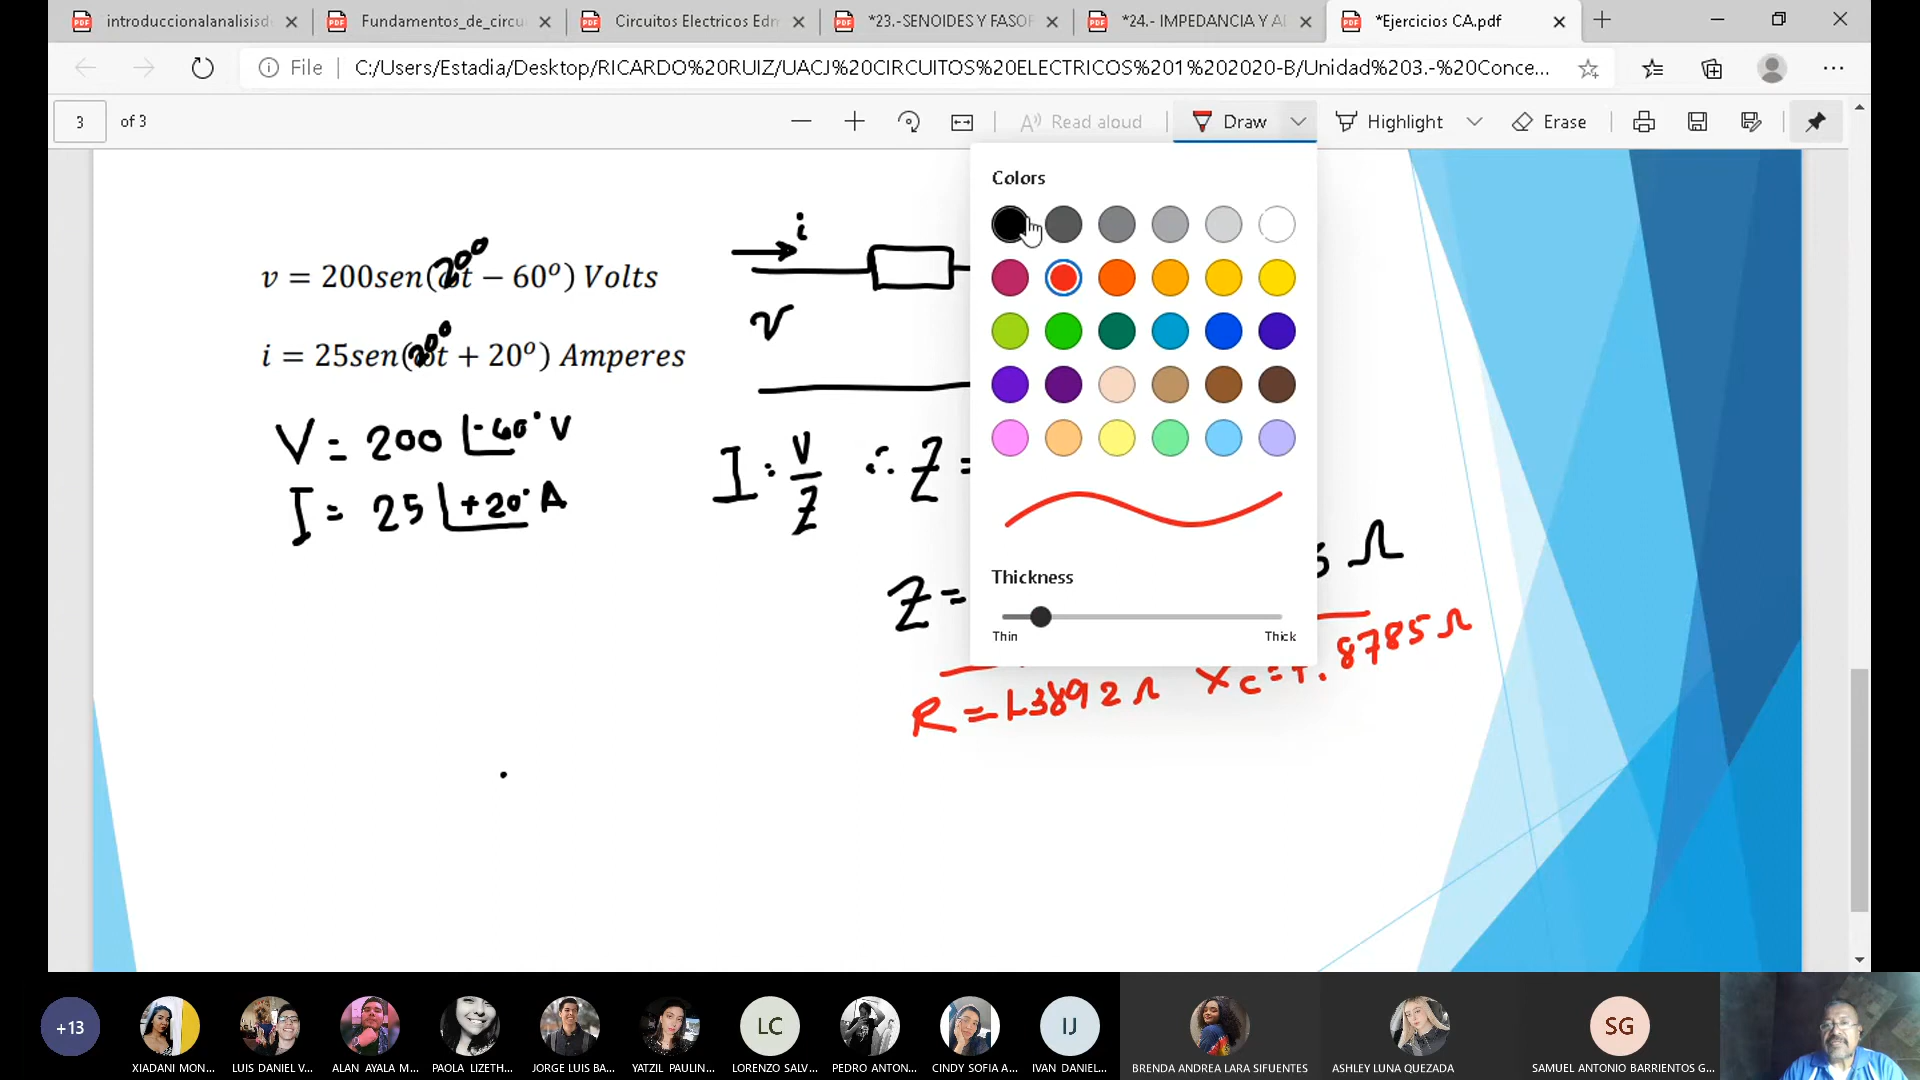 introduccionalanalisisd
Fundamentos_de_circu
Circuitos Electricos Edm
*23.-SENOIDES Y FASOR
*24.- IMPEDANCIA Y AD
*Ejercicios CA.pdf
File
C:/Users/Estadia/Desktop/RICARDO%20RUIZ/UACJ%20CIRCUITOS%20ELECTRICOS%201%202020-B/Unidad%203.-%20Conce...
3 of 3
Read aloud
Draw
Highlight
Erase
Colors
Thickness
Thin Thick
20°
v = 200sen(ωt − 60°) Volts
20°
i = 25sen(ωt + 20°) Amperes
V = 200 ∟-60° V
I = 25 ∟+20° A
i
v
I = V/Z ∴ Z =
Z =
Ω
R = 1.3892 Ω Xc = 7.8785 Ω
+13
XIADANI MON...
LUIS DANIEL V...
ALAN AYALA M...
PAOLA LIZETH...
JORGE LUIS BA...
YATZIL PAULIN...
LC
LORENZO SALV...
PEDRO ANTON...
CINDY SOFIA A...
IJ
IVAN DANIEL...
BRENDA ANDREA LARA SIFUENTES
ASHLEY LUNA QUEZADA
SG
SAMUEL ANTONIO BARRIENTOS G...